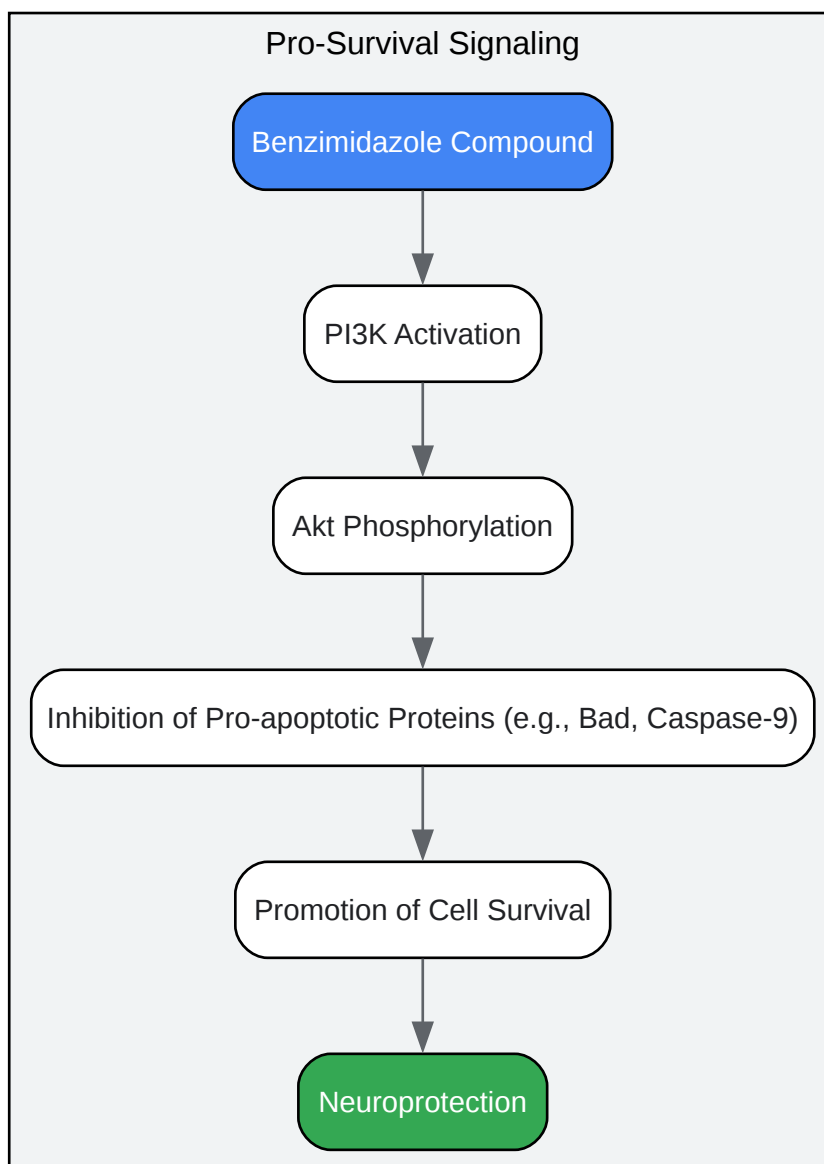 Pro-Survival Signaling
Benzimidazole Compound
PI3K Activation
Akt Phosphorylation
Inhibition of Pro-apoptotic Proteins (e.g., Bad, Caspase-9)
Promotion of Cell Survival
Neuroprotection